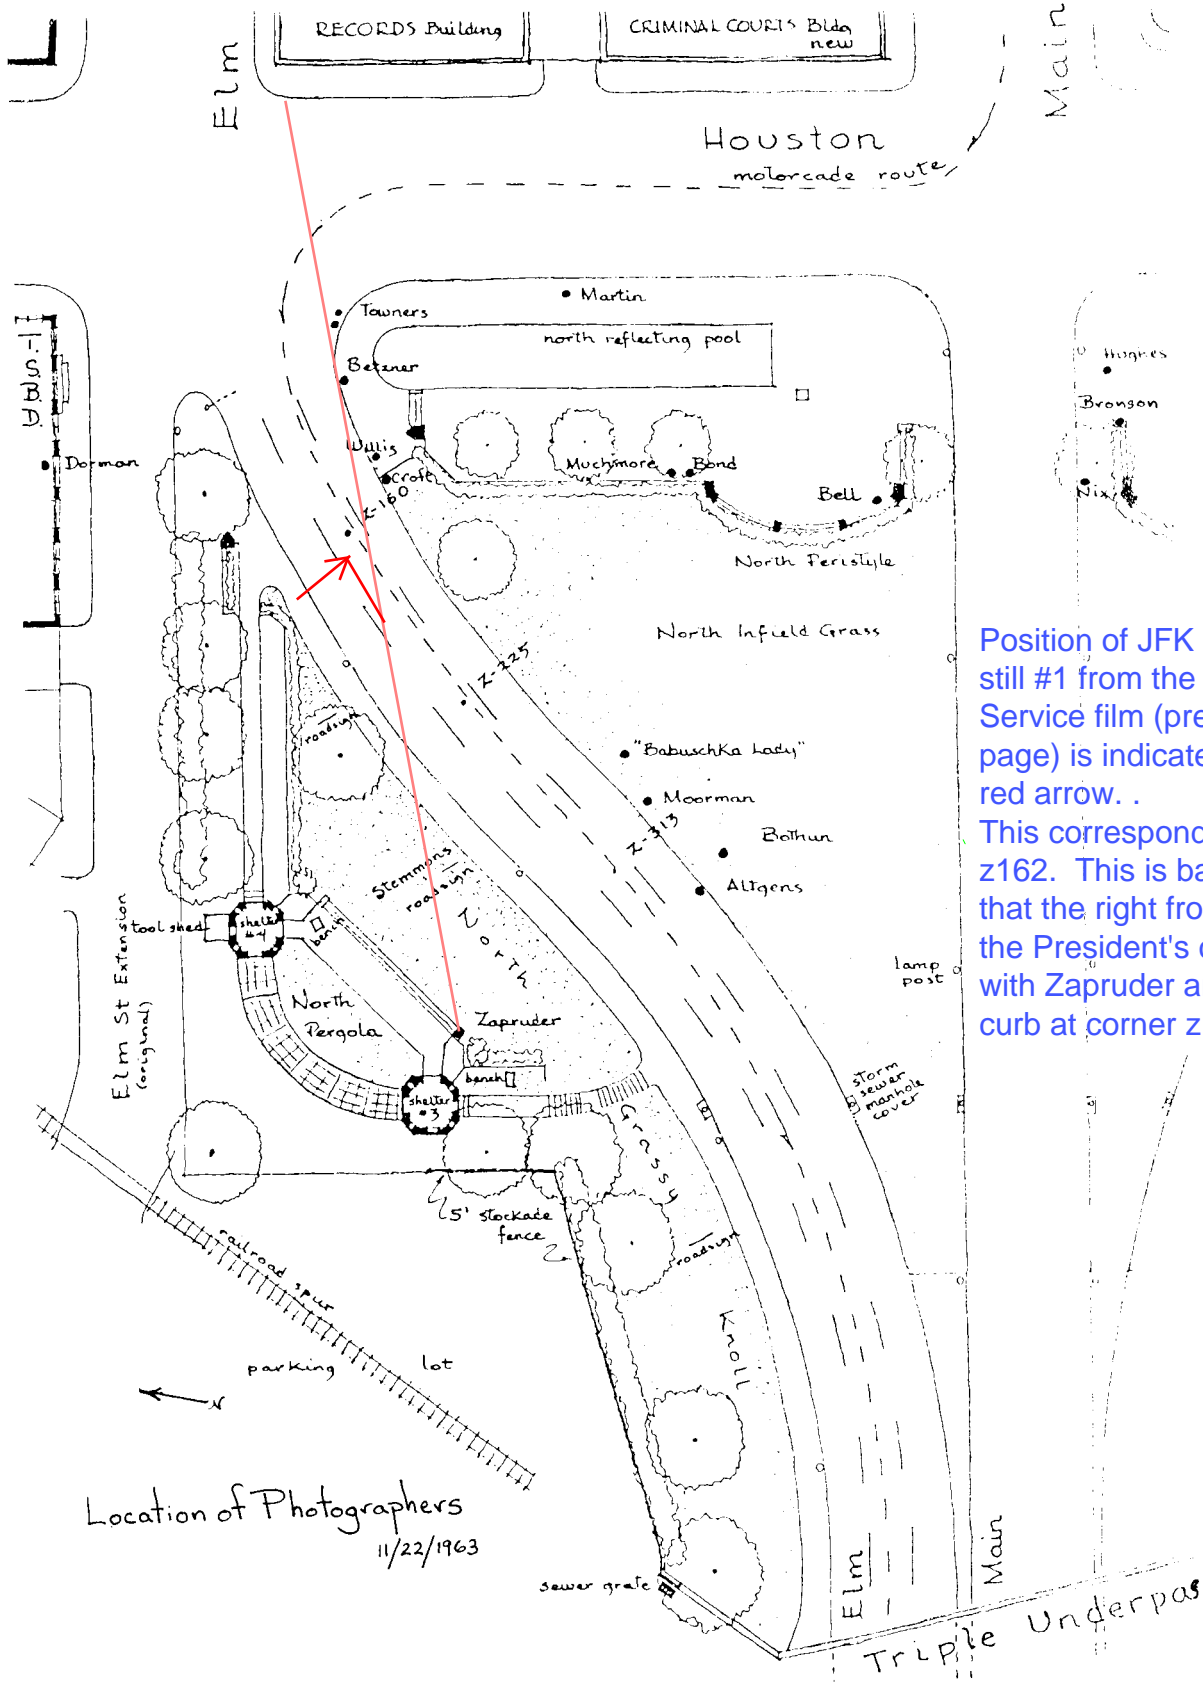 RECORDS Building
CRIMINAL COURTS Bldg
new
Elm
Main
Houston
motorcade route
Martin
Towners
north reflecting pool
Betzner
Hughes
T.S.B.D.
Bronson
Willis
Dorman
Croft
Muchmore
Bond
Bell
Nix
Z-160
North Peristyle
North Infield Grass
Z-225
Position of JFK
still #1 from the
Service film (pre
page) is indicate
red arrow. .
This correspond
z162. This is ba
that the right fro
the President's c
with Zapruder a
curb at corner z
roadsign
"Babuschka Lady"
Moorman
Z-313
Bothun
Altgens
Stemmons
roadsign
North
tool shed
shelter
#4
bench
lamp
post
Elm St Extension
(original)
North
Pergola
Zapruder
bench
shelter
#3
storm
sewer
manhole
cover
Grassy
5' stockade
fence
roadsign
railroad spur
Knoll
parking lot
N
Location of Photographers
11/22/1963
sewer grate
Elm
Main
Triple Underpas